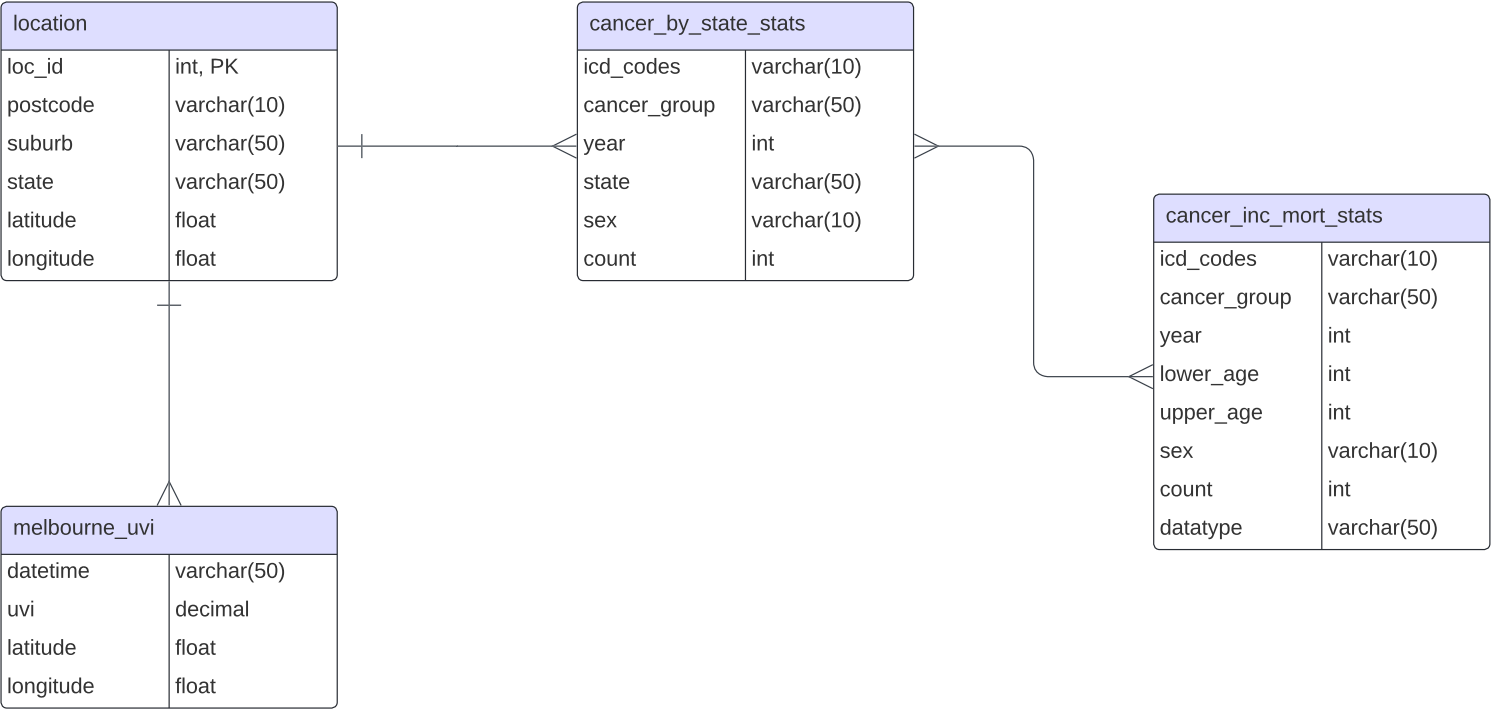 location
loc_id int, PK
postcode varchar(10)
suburb varchar(50)
state varchar(50)
latitude float
longitude float
cancer_by_state_stats
icd_codes varchar(10)
cancer_group varchar(50)
year int
state varchar(50)
sex varchar(10)
count int
cancer_inc_mort_stats
icd_codes varchar(10)
cancer_group varchar(50)
year int
lower_age int
upper_age int
sex varchar(10)
count int
datatype varchar(50)
melbourne_uvi
datetime varchar(50)
uvi decimal
latitude float
longitude float